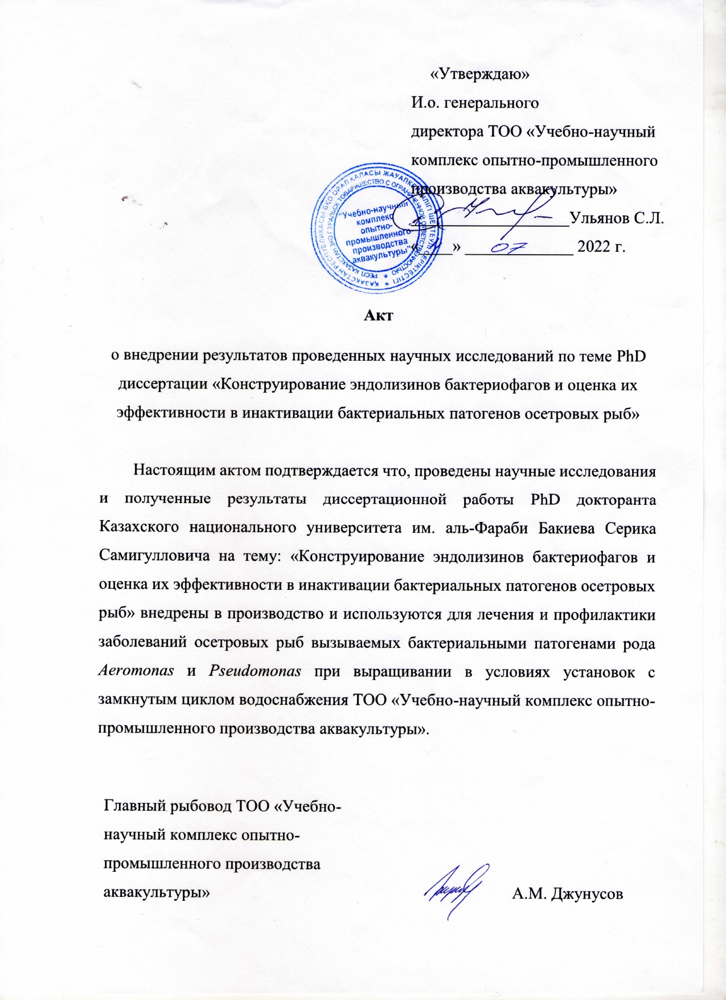 «Утверждаю»
И.о. генерального
директора ТОО «Учебно-научный
комплекс опытно-промышленного
производства аквакультуры»
Ульянов С.Л.
« » 07 2022 г.
"Учебно-научный
комплекс
опытно-
промышленного
производства
аквакультуры"
Акт
о внедрении результатов проведенных научных исследований по теме PhD
диссертации «Конструирование эндолизинов бактериофагов и оценка их
эффективности в инактивации бактериальных патогенов осетровых рыб»
Настоящим актом подтверждается что, проведены научные исследования
и полученные результаты диссертационной работы PhD докторанта
Казахского национального университета им. аль-Фараби Бакиева Серика
Самигулловича на тему: «Конструирование эндолизинов бактериофагов и
оценка их эффективности в инактивации бактериальных патогенов осетровых
рыб» внедрены в производство и используются для лечения и профилактики
заболеваний осетровых рыб вызываемых бактериальными патогенами рода
Aeromonas и Pseudomonas при выращивании в условиях установок с
замкнутым циклом водоснабжения ТОО «Учебно-научный комплекс опытно-
промышленного производства аквакультуры».
Главный рыбовод ТОО «Учебно-
научный комплекс опытно-
промышленного производства
аквакультуры»
А.М. Джунусов